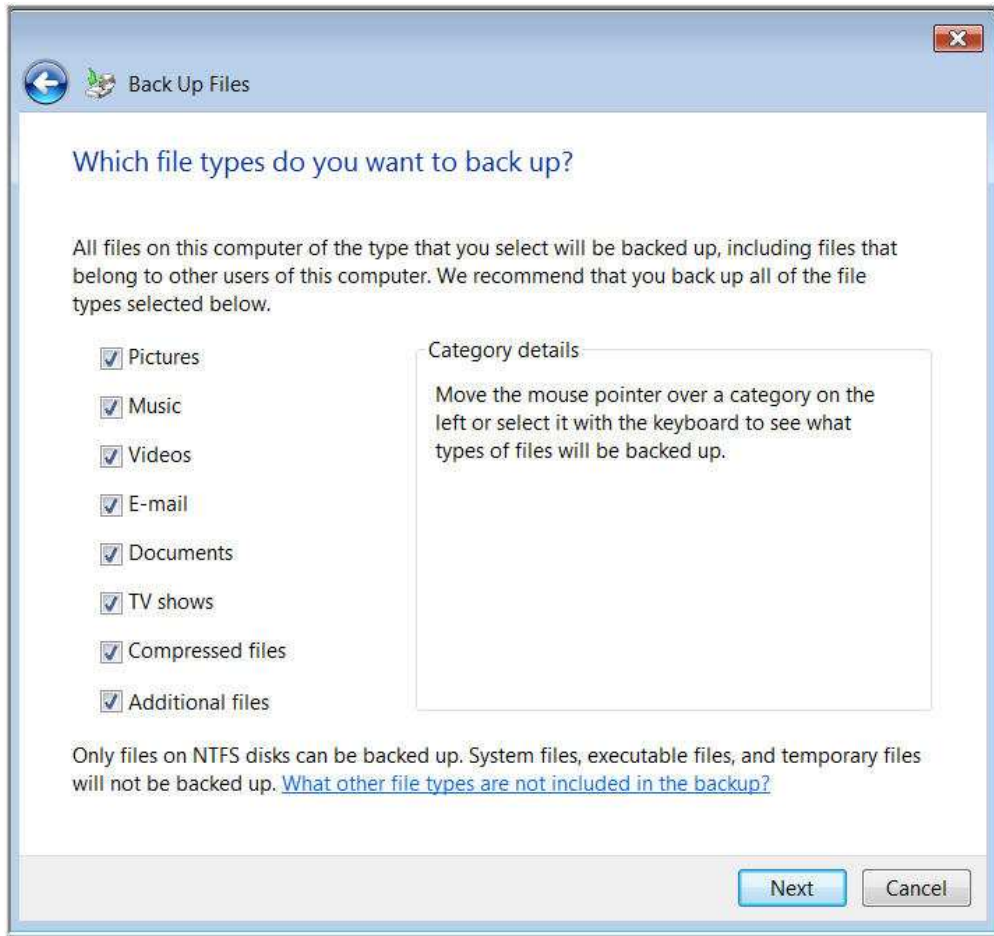 Back Up Files
Which file types do you want to back up?
All files on this computer of the type that you select will be backed up, including files that
belong to other users of this computer. We recommend that you back up all of the file
types selected below.
Pictures
Music
Videos
E-mail
Documents
TV shows
Compressed files
Additional files
Category details
Move the mouse pointer over a category on the
left or select it with the keyboard to see what
types of files will be backed up.
Only files on NTFS disks can be backed up. System files, executable files, and temporary files
will not be backed up. What other file types are not included in the backup?
Next
Cancel